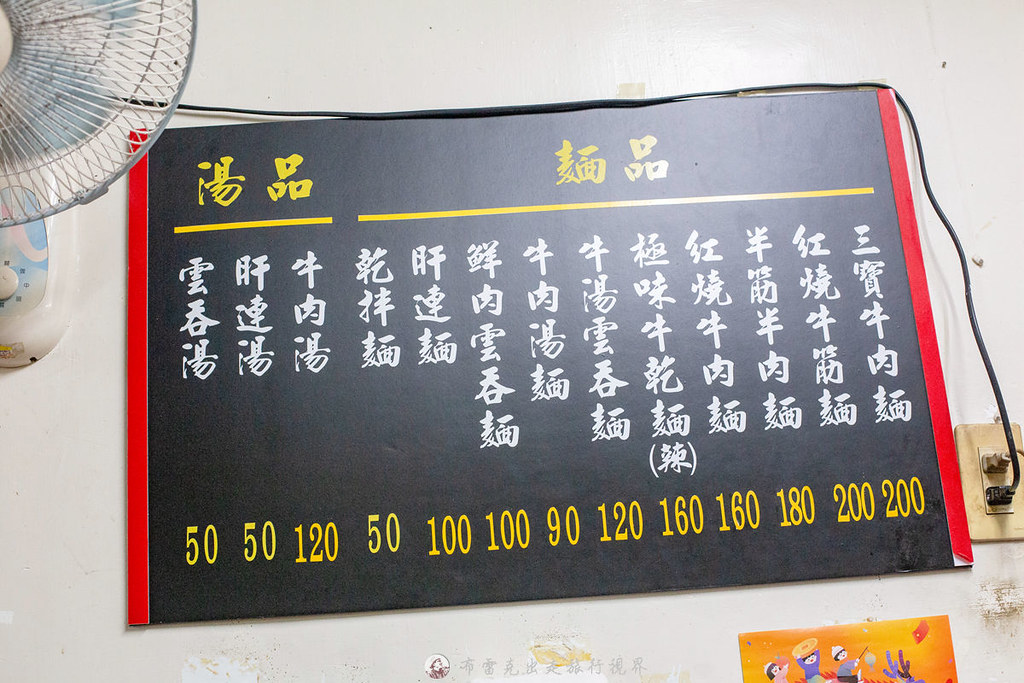 湯品
麵品
三寶牛肉麵 200
紅燒牛筋麵 200
半筋半肉麵 180
紅燒牛肉麵 160
極味牛乾麵(辣) 160
牛湯雲吞麵 120
牛肉湯麵 90
鮮肉雲吞麵 100
肝連麵 100
乾拌麵 50
牛肉湯 120
肝連湯 50
雲吞湯 50
布雷克出走旅行視界